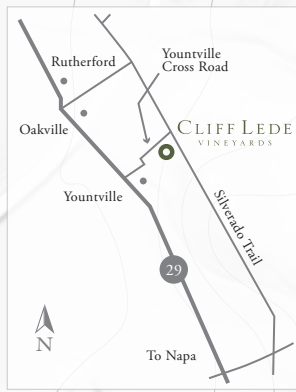 Rutherford
Yountville
Cross Road
Oakville
CLIFF LEDE
VINEYARDS
Yountville
Silverado Trail
29
N
To Napa